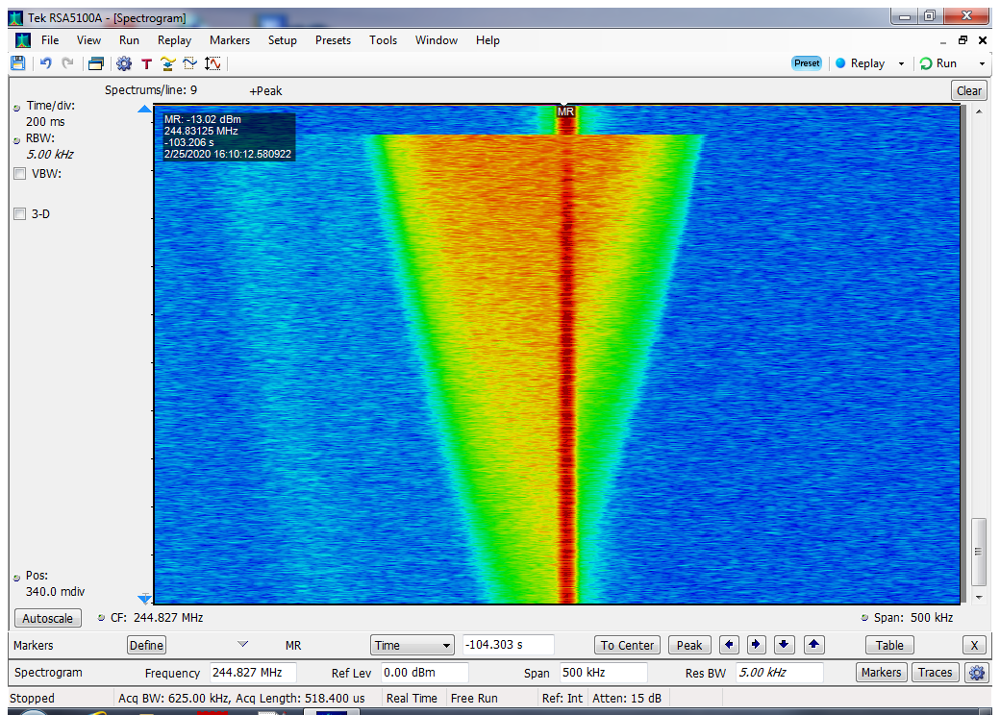 Tek RSA5100A - [Spectrogram]
File View Run Replay Markers Setup Presets Tools Window Help
T Preset Replay Run
Spectrums/line: 9 +Peak Clear
Time/div:
200 ms
RBW:
5.00 kHz
VBW:
3-D
MR
MR: -13.02 dBm
244.83125 MHz
-103.206 s
2/25/2020 16:10:12.580922
Pos:
340.0 mdiv
Autoscale CF: 244.827 MHz Span: 500 kHz
Markers Define MR Time -104.303 s To Center Peak Table X
Spectrogram Frequency 244.827 MHz Ref Lev 0.00 dBm Span 500 kHz Res BW 5.00 kHz Markers Traces
Stopped Acq BW: 625.00 kHz, Acq Length: 518.400 us Real Time Free Run Ref: Int Atten: 15 dB